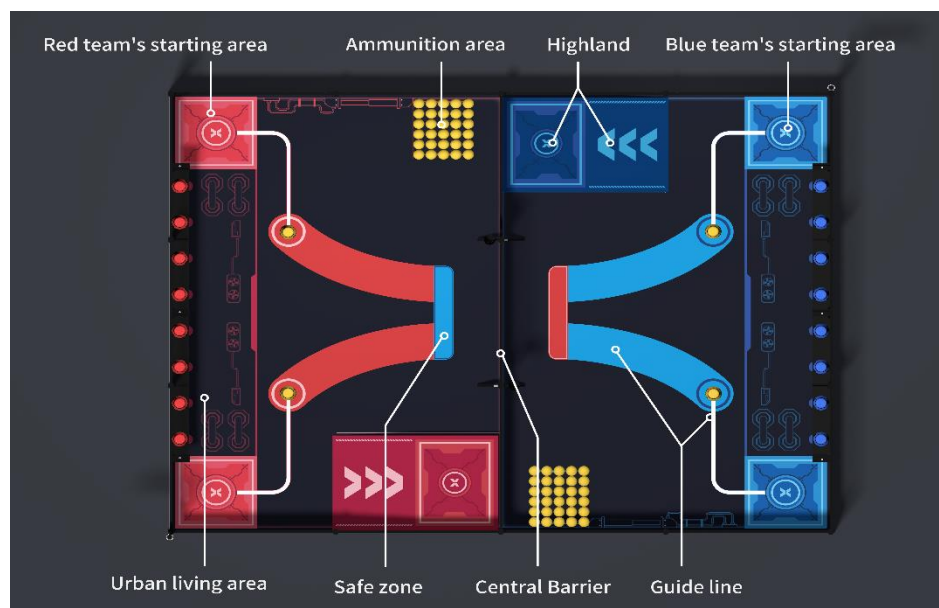 Red team's starting area
Ammunition area
Highland
Blue team's starting area
Urban living area
Safe zone
Central Barrier
Guide line